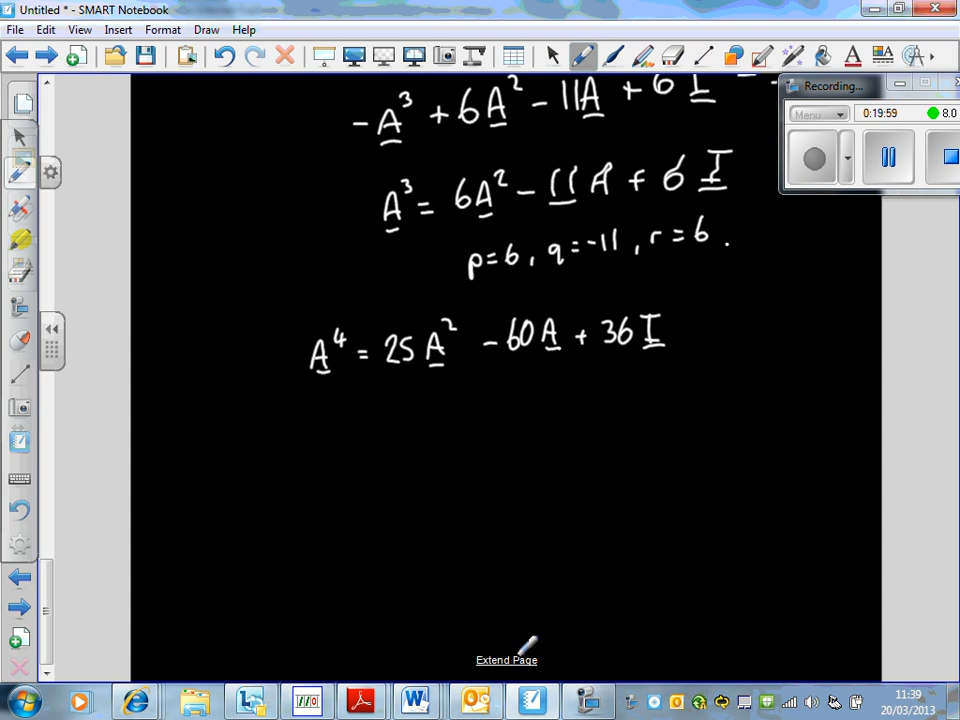 Untitled * - SMART Notebook
File Edit View Insert Format Draw Help
Recording...
Menu
0:19:59
8.0
-A³ + 6A² - 11A + 6I =
A³ = 6A² - 11A + 6I
p=6, q=-11, r=6.
A⁴ = 25A² - 60A + 36I
Extend Page
11:39
20/03/2013